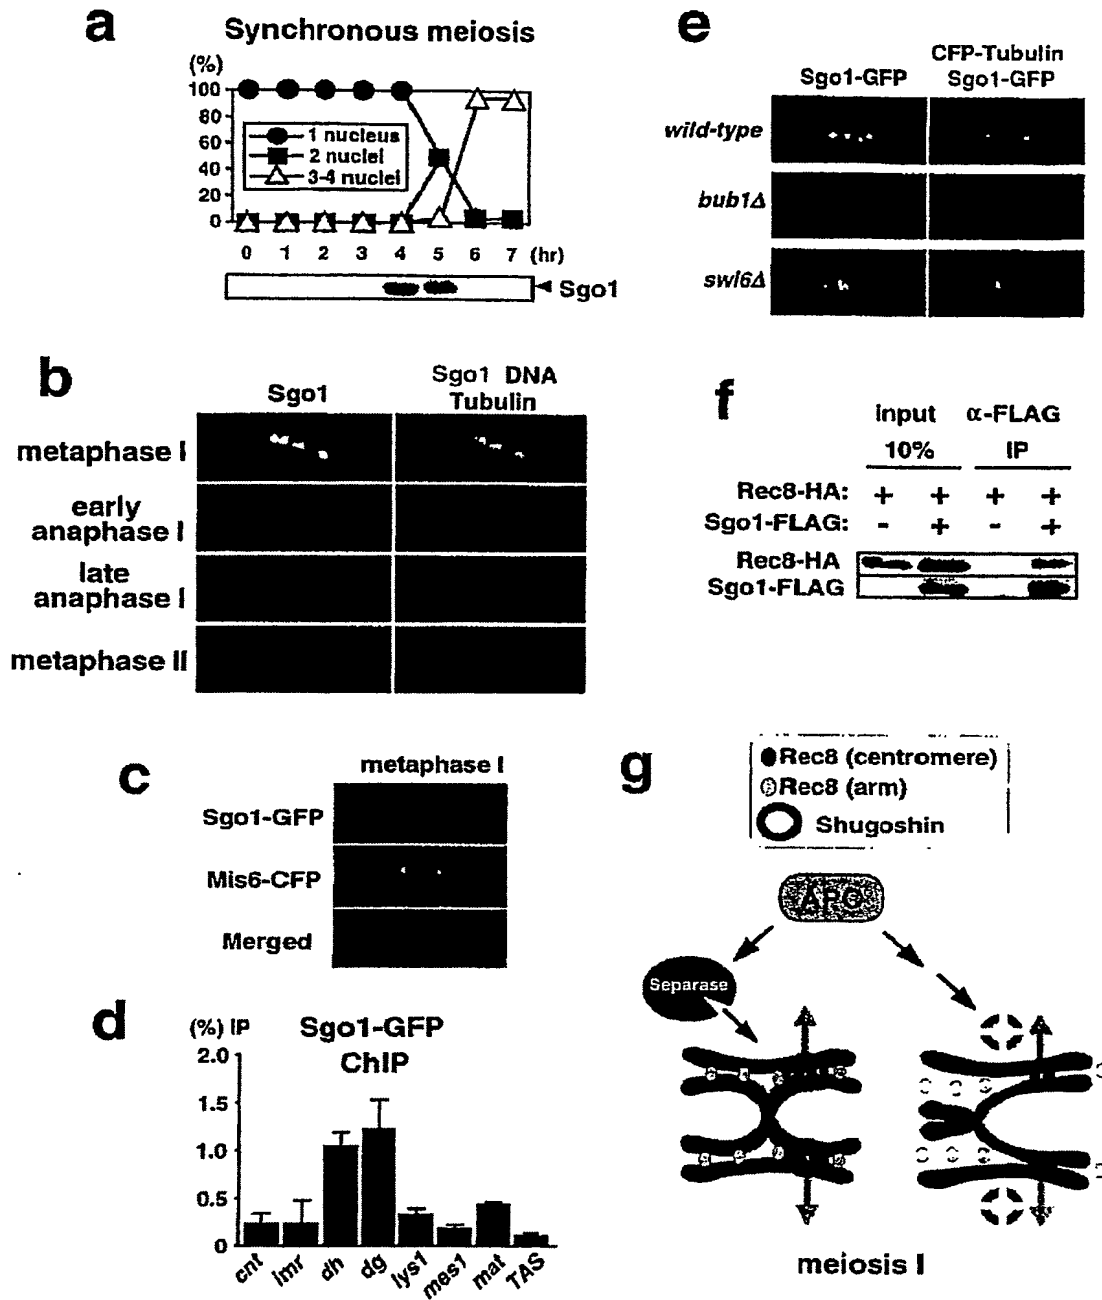 a
Synchronous meiosis
(%)
100
80
60
40
20
0
1 nucleus
2 nuclei
3-4 nuclei
0 1 2 3 4 5 6 7 (hr)
Sgo1
b
Sgo1
Sgo1 DNA
Tubulin
metaphase I
early
anaphase I
late
anaphase I
metaphase II
c
metaphase I
Sgo1-GFP
Mis6-CFP
Merged
d
(%) IP
Sgo1-GFP
ChIP
2.0
1.5
1.0
0.5
0
cnt imr dh dg lys1 mes1 mat TAS
e
Sgo1-GFP
CFP-Tubulin
Sgo1-GFP
wild-type
bub1Δ
swi6Δ
f
input α-FLAG
10% IP
Rec8-HA: + + + +
Sgo1-FLAG: - + - +
Rec8-HA
Sgo1-FLAG
g
Rec8 (centromere)
Rec8 (arm)
Shugoshin
APC
Separase
meiosis I